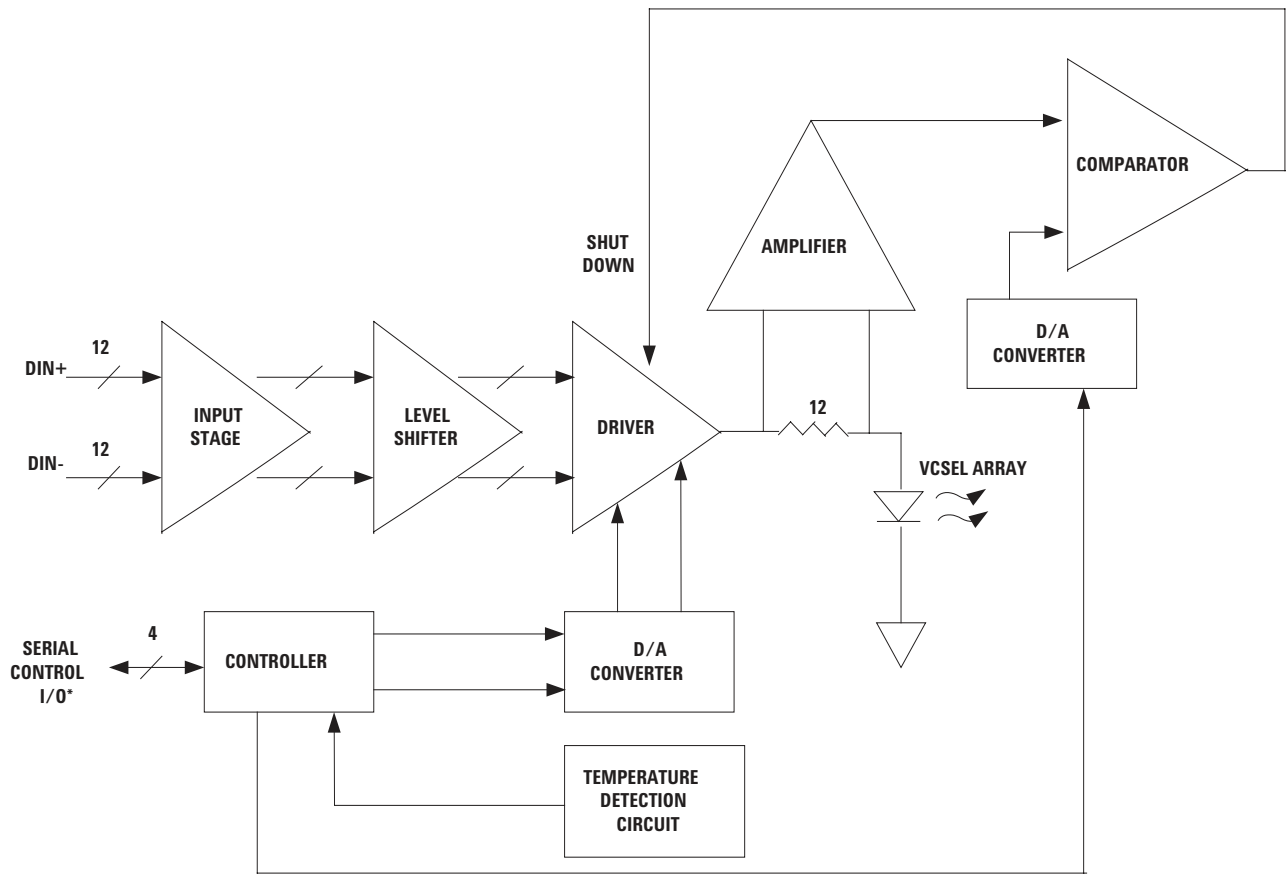 COMPARATOR
AMPLIFIER
SHUT
DOWN
D/A
CONVERTER
12
DIN+
INPUT
STAGE
LEVEL
SHIFTER
DRIVER
12
12
DIN-
VCSEL ARRAY
4
SERIAL
CONTROL
I/O*
CONTROLLER
D/A
CONVERTER
TEMPERATURE
DETECTION
CIRCUIT